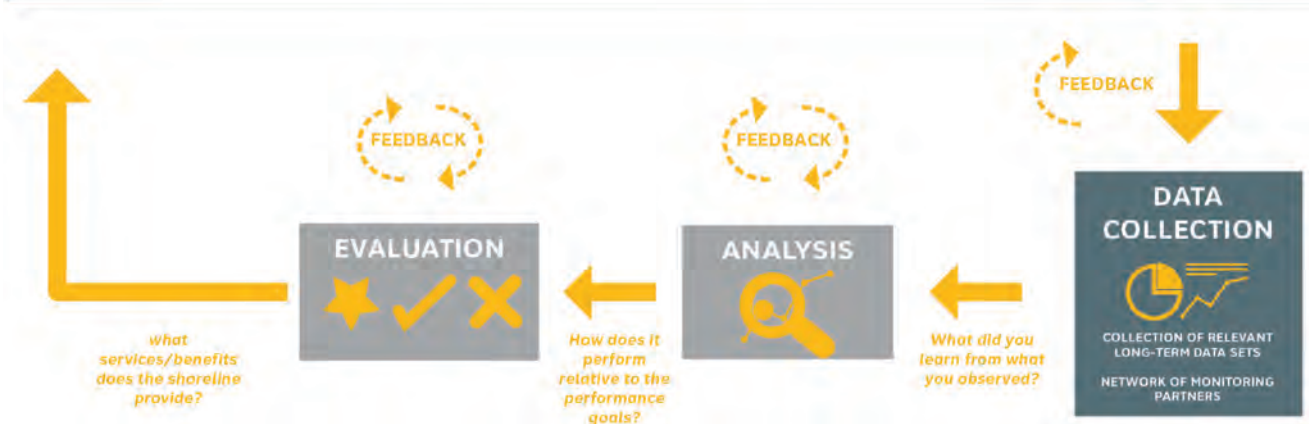 FEEDBACK
FEEDBACK
FEEDBACK
DATA
COLLECTION
COLLECTION OF RELEVANT
LONG-TERM DATA SETS
NETWORK OF MONITORING
PARTNERS
What did you
learn from what
you observed?
ANALYSIS
How does it
perform
relative to the
performance
goals?
EVALUATION
what
services/benefits
does the shoreline
provide?